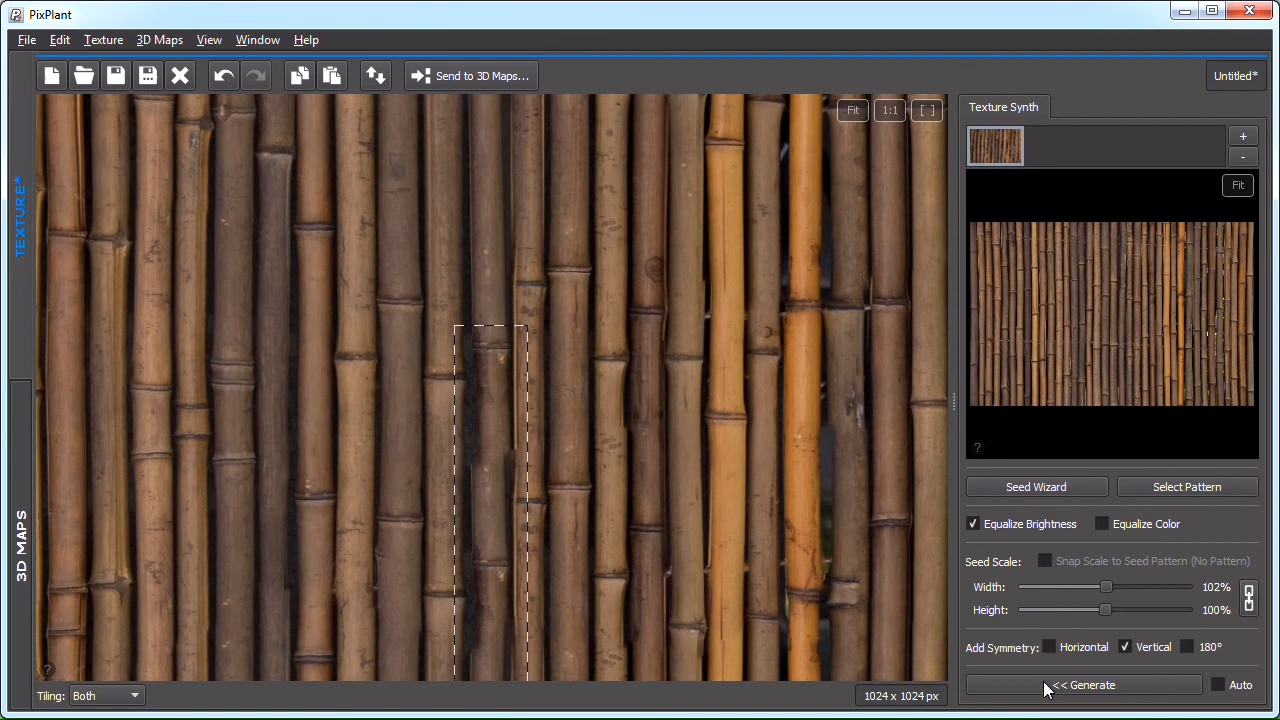 PixPlant
File Edit Texture 3D Maps View Window Help
Send to 3D Maps...
Untitled*
TEXTURE*
3D MAPS
Fit 1:1 [ ]
Texture Synth
+
-
Fit
?
Seed Wizard Select Pattern
Equalize Brightness Equalize Color
Seed Scale: Snap Scale to Seed Pattern (No Pattern)
Width: 102%
Height: 100%
Add Symmetry: Horizontal Vertical 180°
<< Generate Auto
?
Tiling: Both
1024 x 1024 px